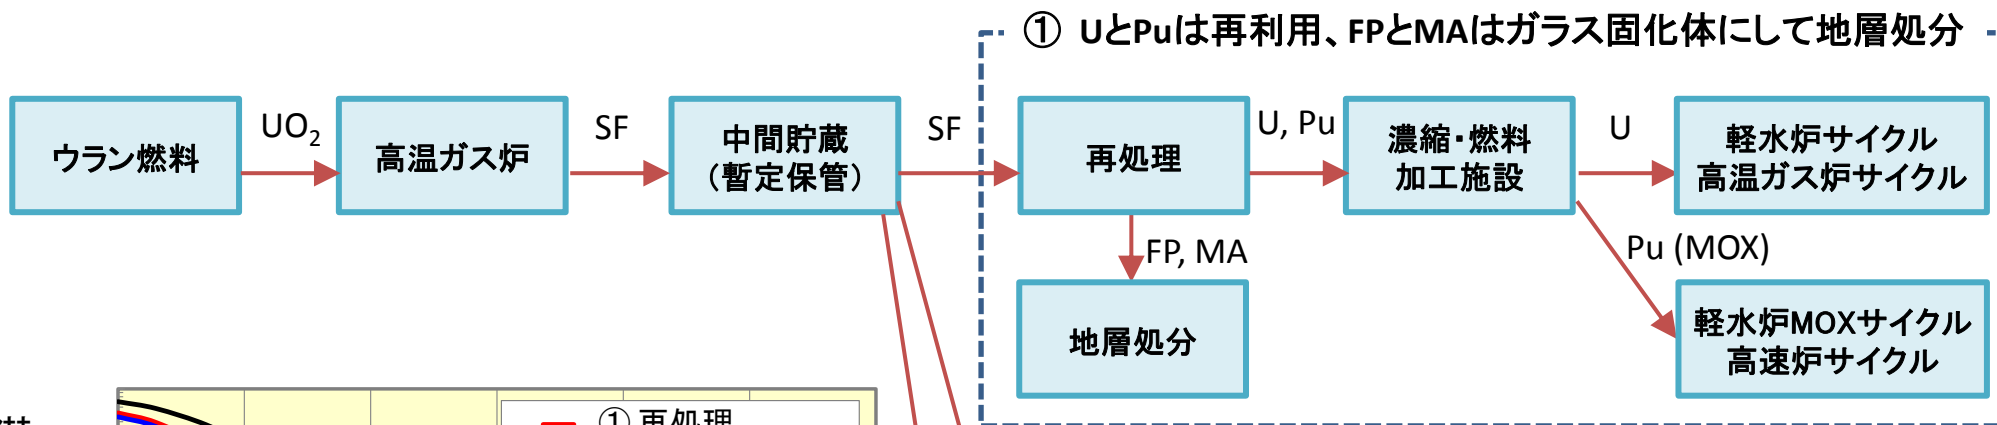 ① UとPuは再利用、FPとMAはガラス固化体にして地層処分
ウラン燃料
UO₂
高温ガス炉
SF
中間貯蔵
（暫定保管）
SF
再処理
U, Pu
濃縮・燃料
加工施設
U
軽水炉サイクル
高温ガス炉サイクル
FP, MA
Pu (MOX)
地層処分
軽水炉MOXサイクル
高速炉サイクル
① 再処理